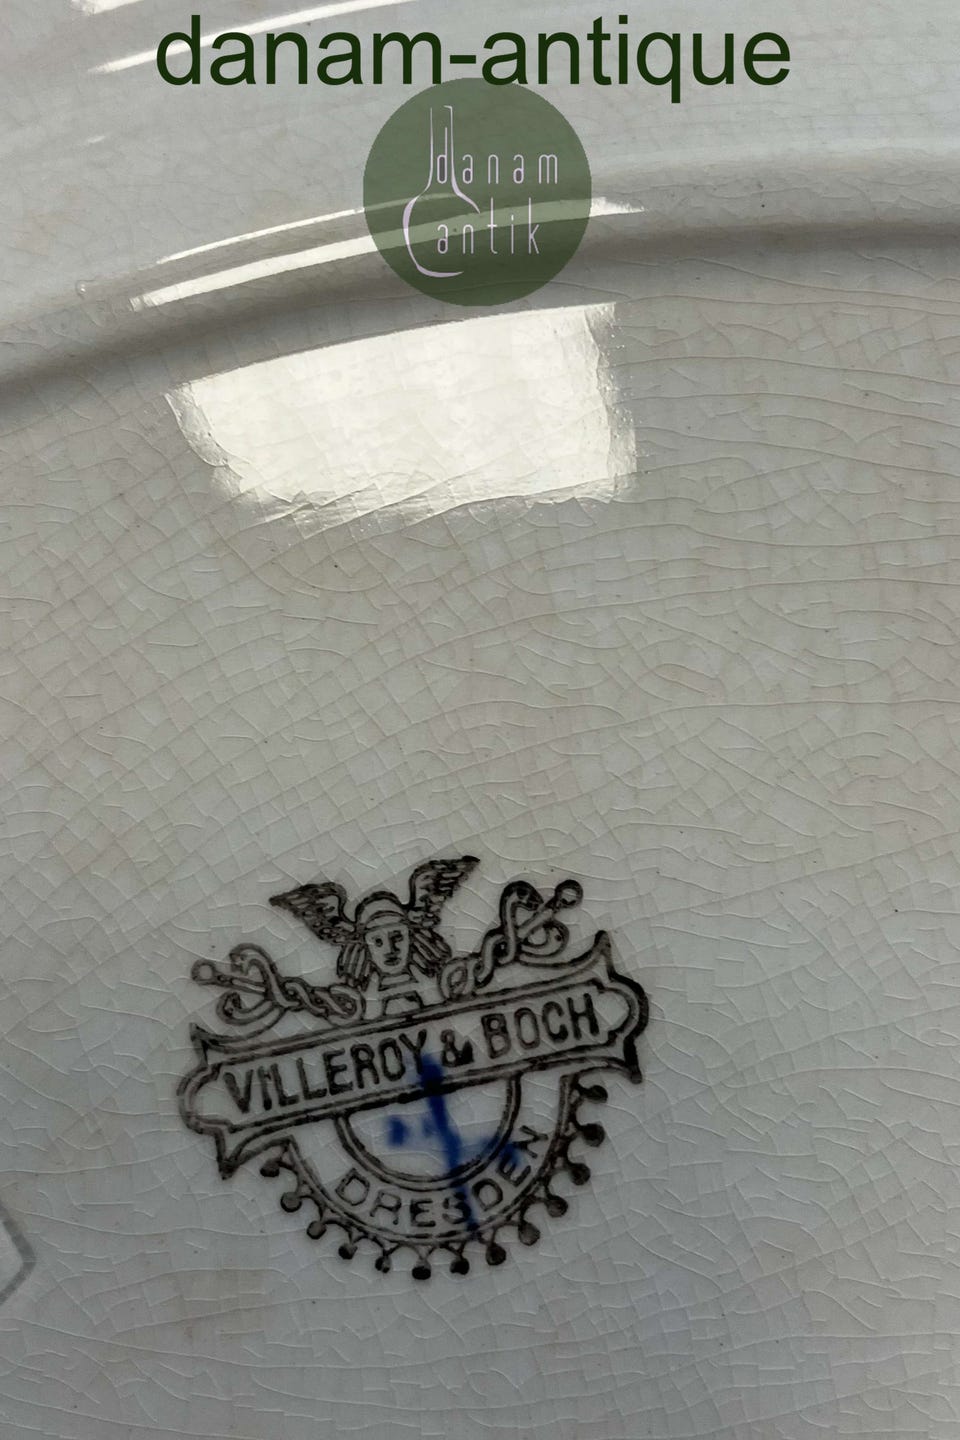 danam-antique
danam
antik
VILLEROY & BOCH
DRESDEN